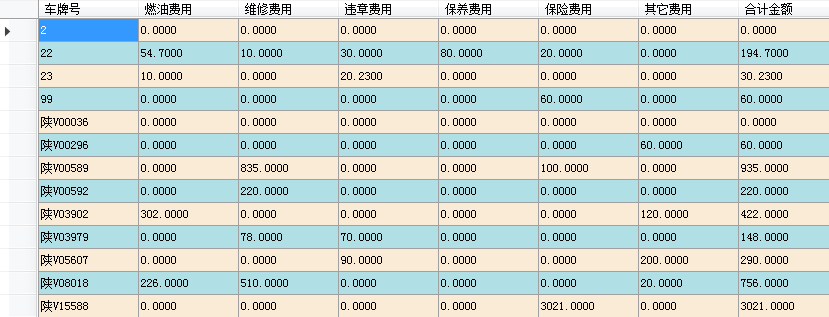 车牌号 燃油费用 维修费用 违章费用 保养费用 保险费用 其它费用 合计金额
2 0.0000 0.0000 0.0000 0.0000 0.0000 0.0000 0.0000
22 54.7000 10.0000 30.0000 80.0000 20.0000 0.0000 194.7000
23 10.0000 0.0000 20.2300 0.0000 0.0000 0.0000 30.2300
99 0.0000 0.0000 0.0000 0.0000 60.0000 0.0000 60.0000
陕V00036 0.0000 0.0000 0.0000 0.0000 0.0000 0.0000 0.0000
陕V00296 0.0000 0.0000 0.0000 0.0000 0.0000 60.0000 60.0000
陕V00589 0.0000 835.0000 0.0000 0.0000 100.0000 0.0000 935.0000
陕V00592 0.0000 220.0000 0.0000 0.0000 0.0000 0.0000 220.0000
陕V03902 302.0000 0.0000 0.0000 0.0000 0.0000 120.0000 422.0000
陕V03979 0.0000 78.0000 70.0000 0.0000 0.0000 0.0000 148.0000
陕V05607 0.0000 0.0000 90.0000 0.0000 0.0000 200.0000 290.0000
陕V08018 226.0000 510.0000 0.0000 0.0000 0.0000 20.0000 756.0000
陕V15588 0.0000 0.0000 0.0000 0.0000 3021.0000 0.0000 3021.0000